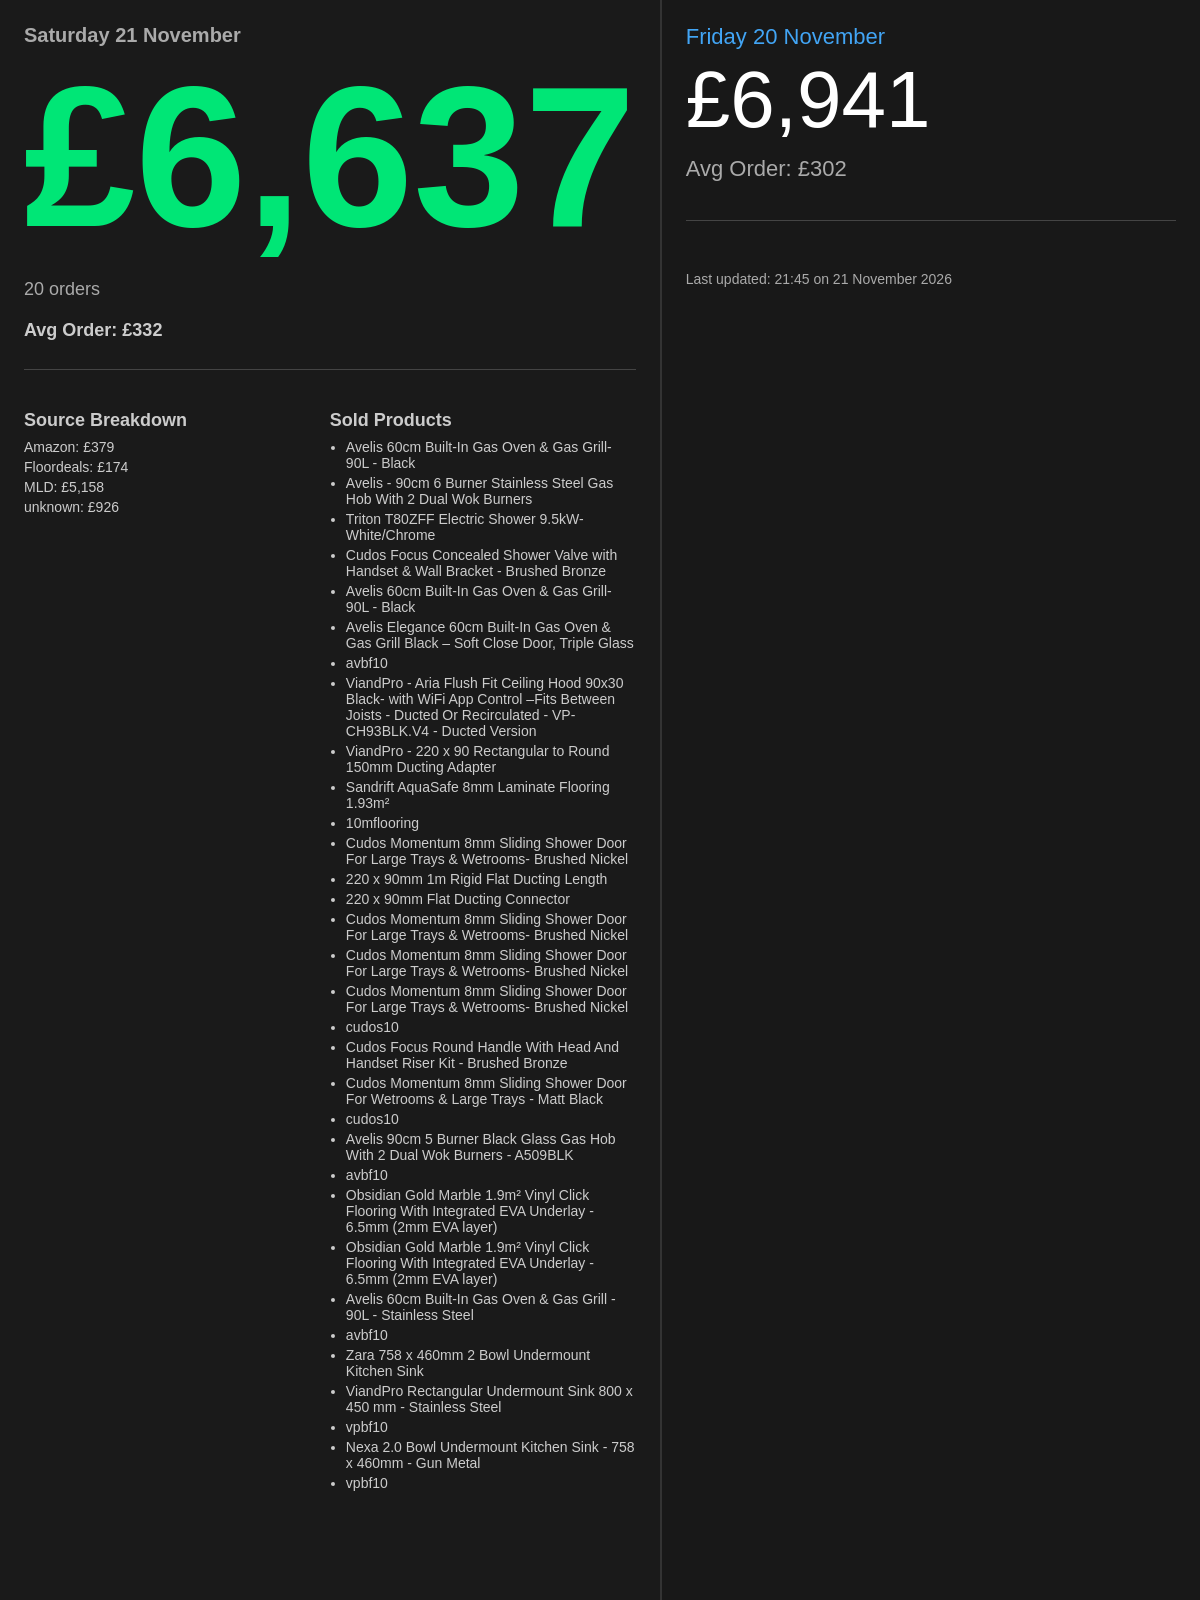 Saturday 21 November
£6,637
20 orders
Avg Order: £332
Source Breakdown
Amazon: £379
Floordeals: £174
MLD: £5,158
unknown: £926
Sold Products
• Avelis 60cm Built-In Gas Oven & Gas Grill-
90L - Black
• Avelis - 90cm 6 Burner Stainless Steel Gas
Hob With 2 Dual Wok Burners
• Triton T80ZFF Electric Shower 9.5kW-
White/Chrome
• Cudos Focus Concealed Shower Valve with
Handset & Wall Bracket - Brushed Bronze
• Avelis 60cm Built-In Gas Oven & Gas Grill-
90L - Black
• Avelis Elegance 60cm Built-In Gas Oven &
Gas Grill Black – Soft Close Door, Triple Glass
• avbf10
• ViandPro - Aria Flush Fit Ceiling Hood 90x30
Black- with WiFi App Control –Fits Between
Joists - Ducted Or Recirculated - VP-
CH93BLK.V4 - Ducted Version
• ViandPro - 220 x 90 Rectangular to Round
150mm Ducting Adapter
• Sandrift AquaSafe 8mm Laminate Flooring
1.93m²
• 10mflooring
• Cudos Momentum 8mm Sliding Shower Door
For Large Trays & Wetrooms- Brushed Nickel
• 220 x 90mm 1m Rigid Flat Ducting Length
• 220 x 90mm Flat Ducting Connector
• Cudos Momentum 8mm Sliding Shower Door
For Large Trays & Wetrooms- Brushed Nickel
• Cudos Momentum 8mm Sliding Shower Door
For Large Trays & Wetrooms- Brushed Nickel
• Cudos Momentum 8mm Sliding Shower Door
For Large Trays & Wetrooms- Brushed Nickel
• cudos10
• Cudos Focus Round Handle With Head And
Handset Riser Kit - Brushed Bronze
• Cudos Momentum 8mm Sliding Shower Door
For Wetrooms & Large Trays - Matt Black
• cudos10
• Avelis 90cm 5 Burner Black Glass Gas Hob
With 2 Dual Wok Burners - A509BLK
• avbf10
• Obsidian Gold Marble 1.9m² Vinyl Click
Flooring With Integrated EVA Underlay -
6.5mm (2mm EVA layer)
• Obsidian Gold Marble 1.9m² Vinyl Click
Flooring With Integrated EVA Underlay -
6.5mm (2mm EVA layer)
• Avelis 60cm Built-In Gas Oven & Gas Grill -
90L - Stainless Steel
• avbf10
• Zara 758 x 460mm 2 Bowl Undermount
Kitchen Sink
• ViandPro Rectangular Undermount Sink 800 x
450 mm - Stainless Steel
• vpbf10
• Nexa 2.0 Bowl Undermount Kitchen Sink - 758
x 460mm - Gun Metal
• vpbf10
Friday 20 November
£6,941
Avg Order: £302
Last updated: 21:45 on 21 November 2026